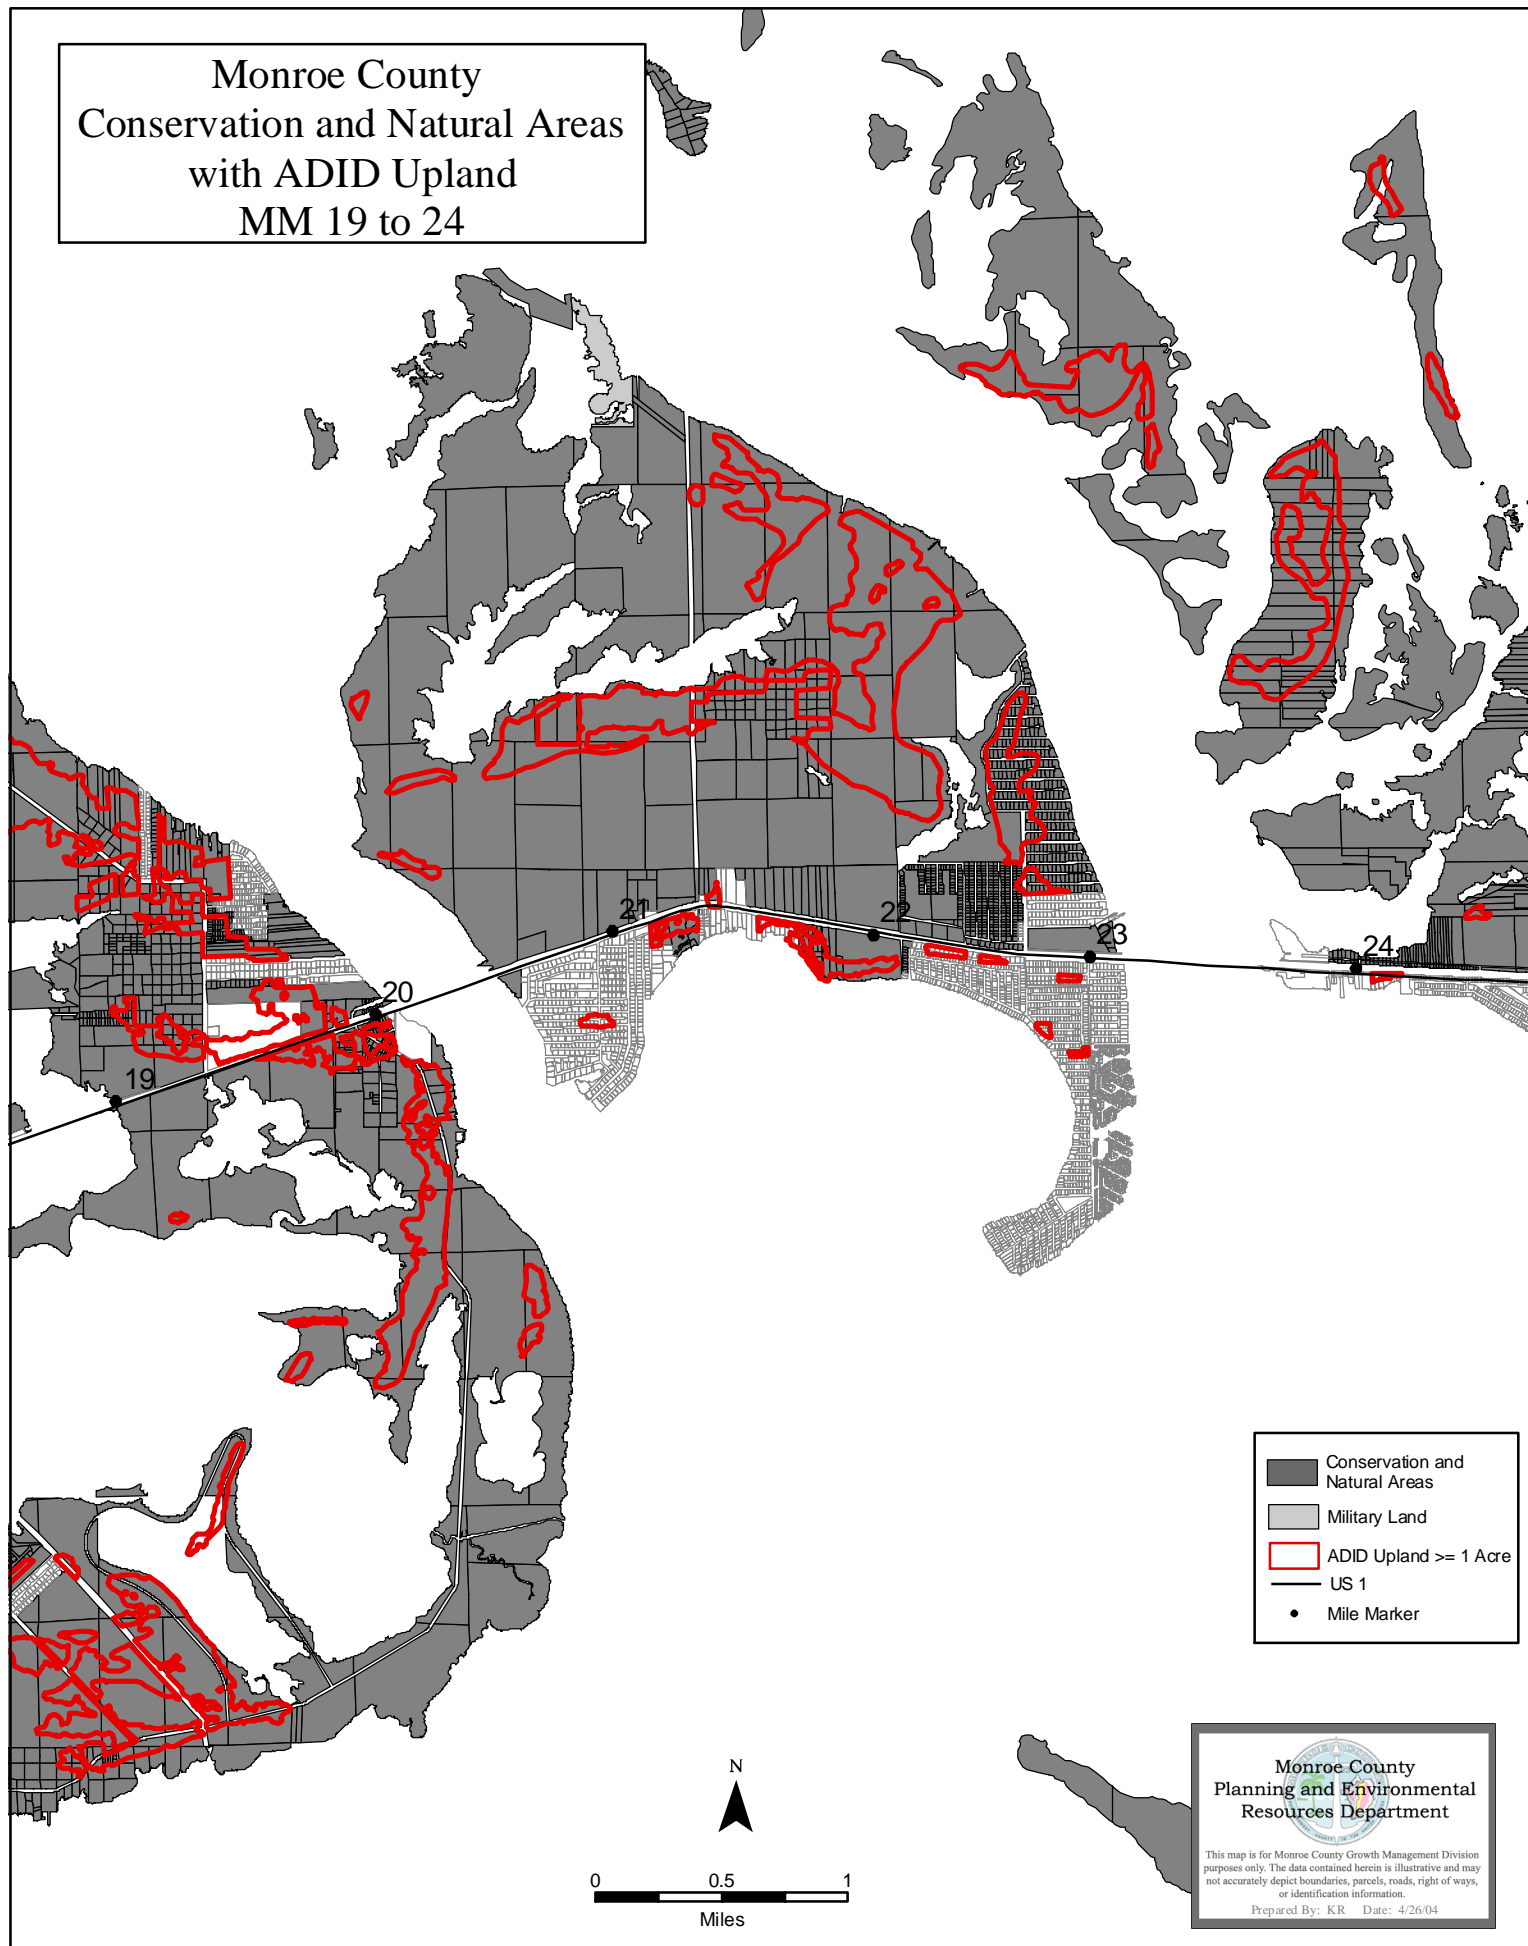 Monroe County
Conservation and Natural Areas
with ADID Upland
MM 19 to 24
21
22
23
24
20
19
Conservation and
Natural Areas
Military Land
ADID Upland >= 1 Acre
US 1
Mile Marker
N
0 0.5 1
Miles
Monroe County
Planning and Environmental
Resources Department
This map is for Monroe County Growth Management Division
purposes only. The data contained herein is illustrative and may
not accurately depict boundaries, parcels, roads, right of ways,
or identification information.
Prepared By: KR Date: 4/26/04